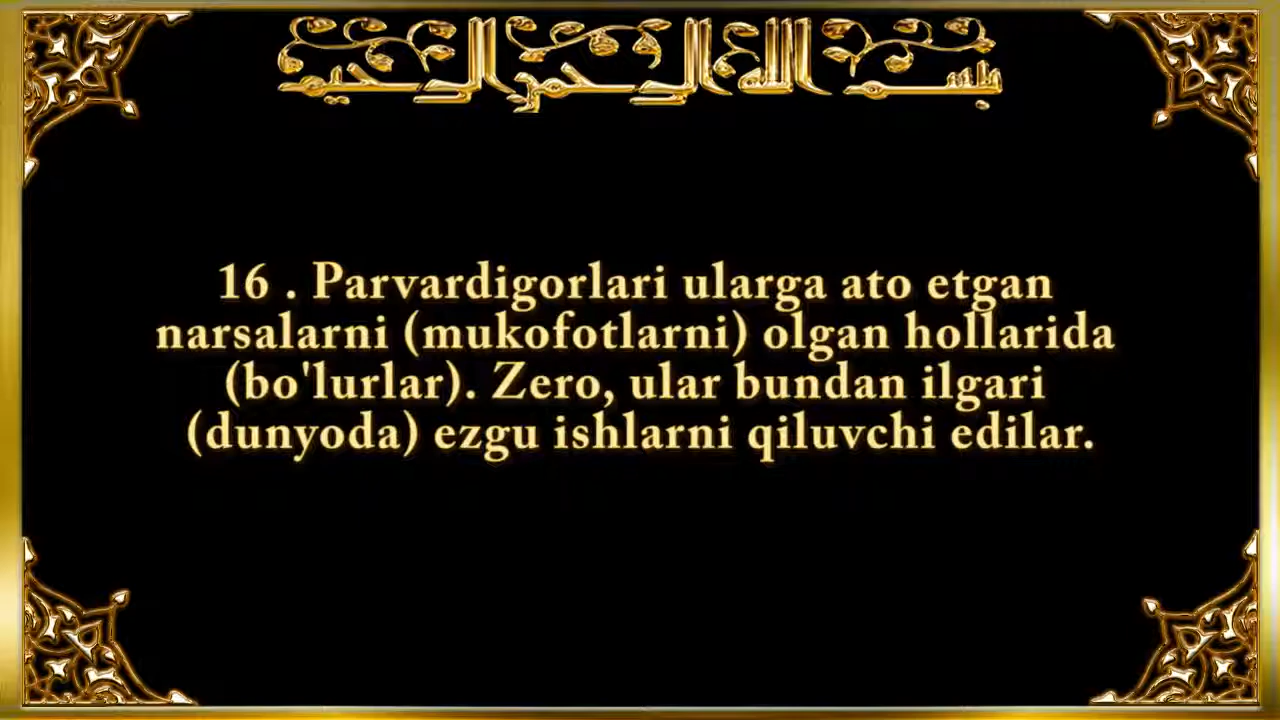 بسم الله الرحمن الرحيم
16 . Parvardigorlari ularga ato etgan
narsalarni (mukofotlarni) olgan hollarida
(bo'lurlar). Zero, ular bundan ilgari
(dunyoda) ezgu ishlarni qiluvchi edilar.